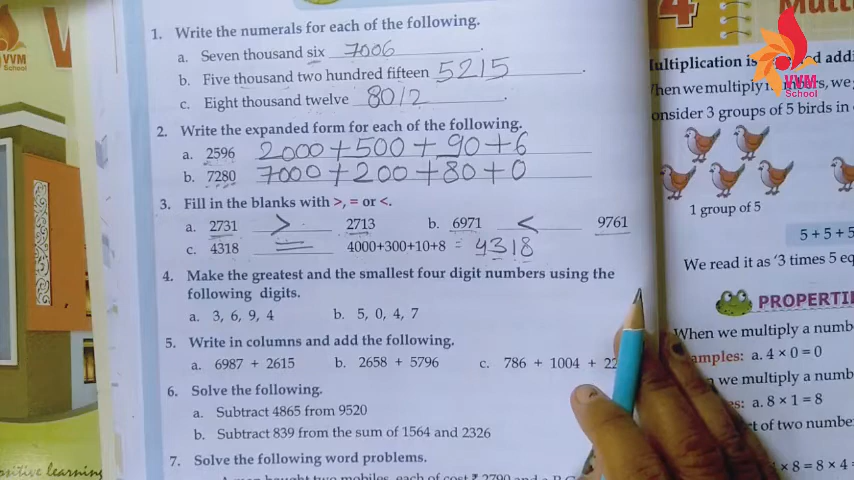 1. Write the numerals for each of the following.
a. Seven thousand six 7006.
b. Five thousand two hundred fifteen 5215.
c. Eight thousand twelve 8012.
2. Write the expanded form for each of the following.
a. 2596 2000+500+90+6
b. 7280 7000+200+80+0
3. Fill in the blanks with >, = or <.
a. 2731 > 2713 b. 6971 < 9761
c. 4318 = 4000+300+10+8 = 4318
4. Make the greatest and the smallest four digit numbers using the
following digits.
a. 3, 6, 9, 4 b. 5, 0, 4, 7
5. Write in columns and add the following.
a. 6987 + 2615 b. 2658 + 5796 c. 786 + 1004 + 22
6. Solve the following.
a. Subtract 4865 from 9520
b. Subtract 839 from the sum of 1564 and 2326
7. Solve the following word problems.
4 Mult
Multiplication is
When we multiply
onsider 3 groups of 5 birds in
1 group of 5
5+5+5
We read it as '3 times 5 eq
PROPERTI
When we multiply a numb
amples: a. 4 × 0 = 0
we multiply a numb
es: a. 8 × 1 = 8
ct of two number
× 8 = 8 × 4
VVM
School
VVM
School
ositive learning